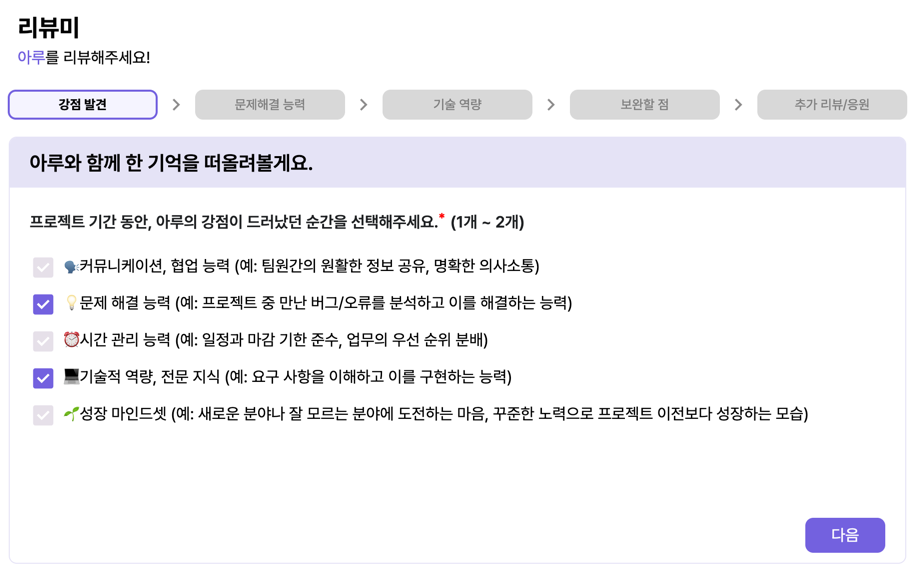 리뷰미
아루를 리뷰해주세요!
강점 발견 > 문제해결 능력 > 기술 역량 > 보완할 점 > 추가 리뷰/응원
아루와 함께 한 기억을 떠올려볼게요.
프로젝트 기간 동안, 아루의 강점이 드러났던 순간을 선택해주세요.* (1개 ~ 2개)
🗣️커뮤니케이션, 협업 능력 (예: 팀원간의 원활한 정보 공유, 명확한 의사소통)
💡문제 해결 능력 (예: 프로젝트 중 만난 버그/오류를 분석하고 이를 해결하는 능력)
⏰시간 관리 능력 (예: 일정과 마감 기한 준수, 업무의 우선 순위 분배)
💻기술적 역량, 전문 지식 (예: 요구 사항을 이해하고 이를 구현하는 능력)
🌱성장 마인드셋 (예: 새로운 분야나 잘 모르는 분야에 도전하는 마음, 꾸준한 노력으로 프로젝트 이전보다 성장하는 모습)
다음